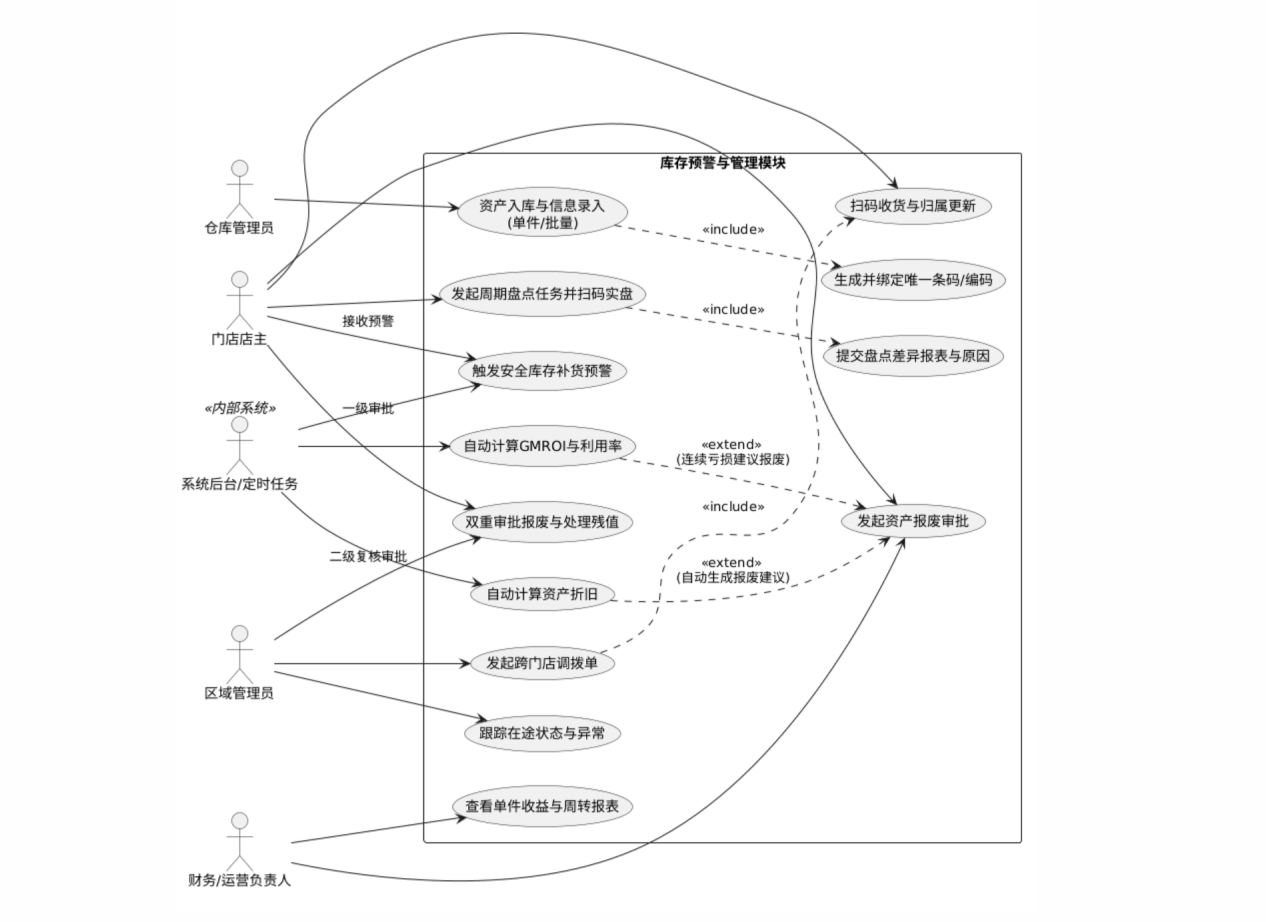 库存预警与管理模块
仓库管理员
资产入库与信息录入
(单件/批量)
扫码收货与归属更新
«include»
生成并绑定唯一条码/编码
门店店主
发起周期盘点任务并扫码实盘
«include»
接收预警
提交盘点差异报表与原因
触发安全库存补货预警
«内部系统»
系统后台/定时任务
一级审批
自动计算GMROI与利用率
«extend»
(连续亏损建议报废)
«include»
双重审批报废与处理残值
发起资产报废审批
二级复核审批
«extend»
(自动生成报废建议)
自动计算资产折旧
区域管理员
发起跨门店调拨单
跟踪在途状态与异常
查看单件收益与周转报表
财务/运营负责人